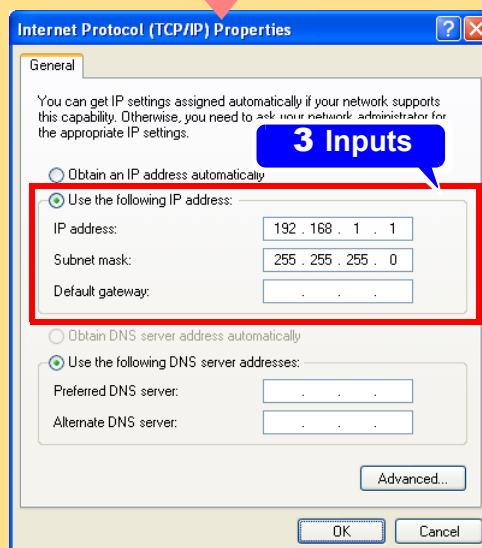 Internet Protocol (TCP/IP) Properties
General
You can get IP settings assigned automatically if your network supports
this capability. Otherwise, you need to ask your network administrator for
the appropriate IP settings.
3 Inputs
Obtain an IP address automatically
Use the following IP address:
IP address: 192 . 168 . 1 . 1
Subnet mask: 255 . 255 . 255 . 0
Default gateway: . . .
Obtain DNS server address automatically
Use the following DNS server addresses:
Preferred DNS server: . . .
Alternate DNS server: . . .
Advanced...
OK Cancel